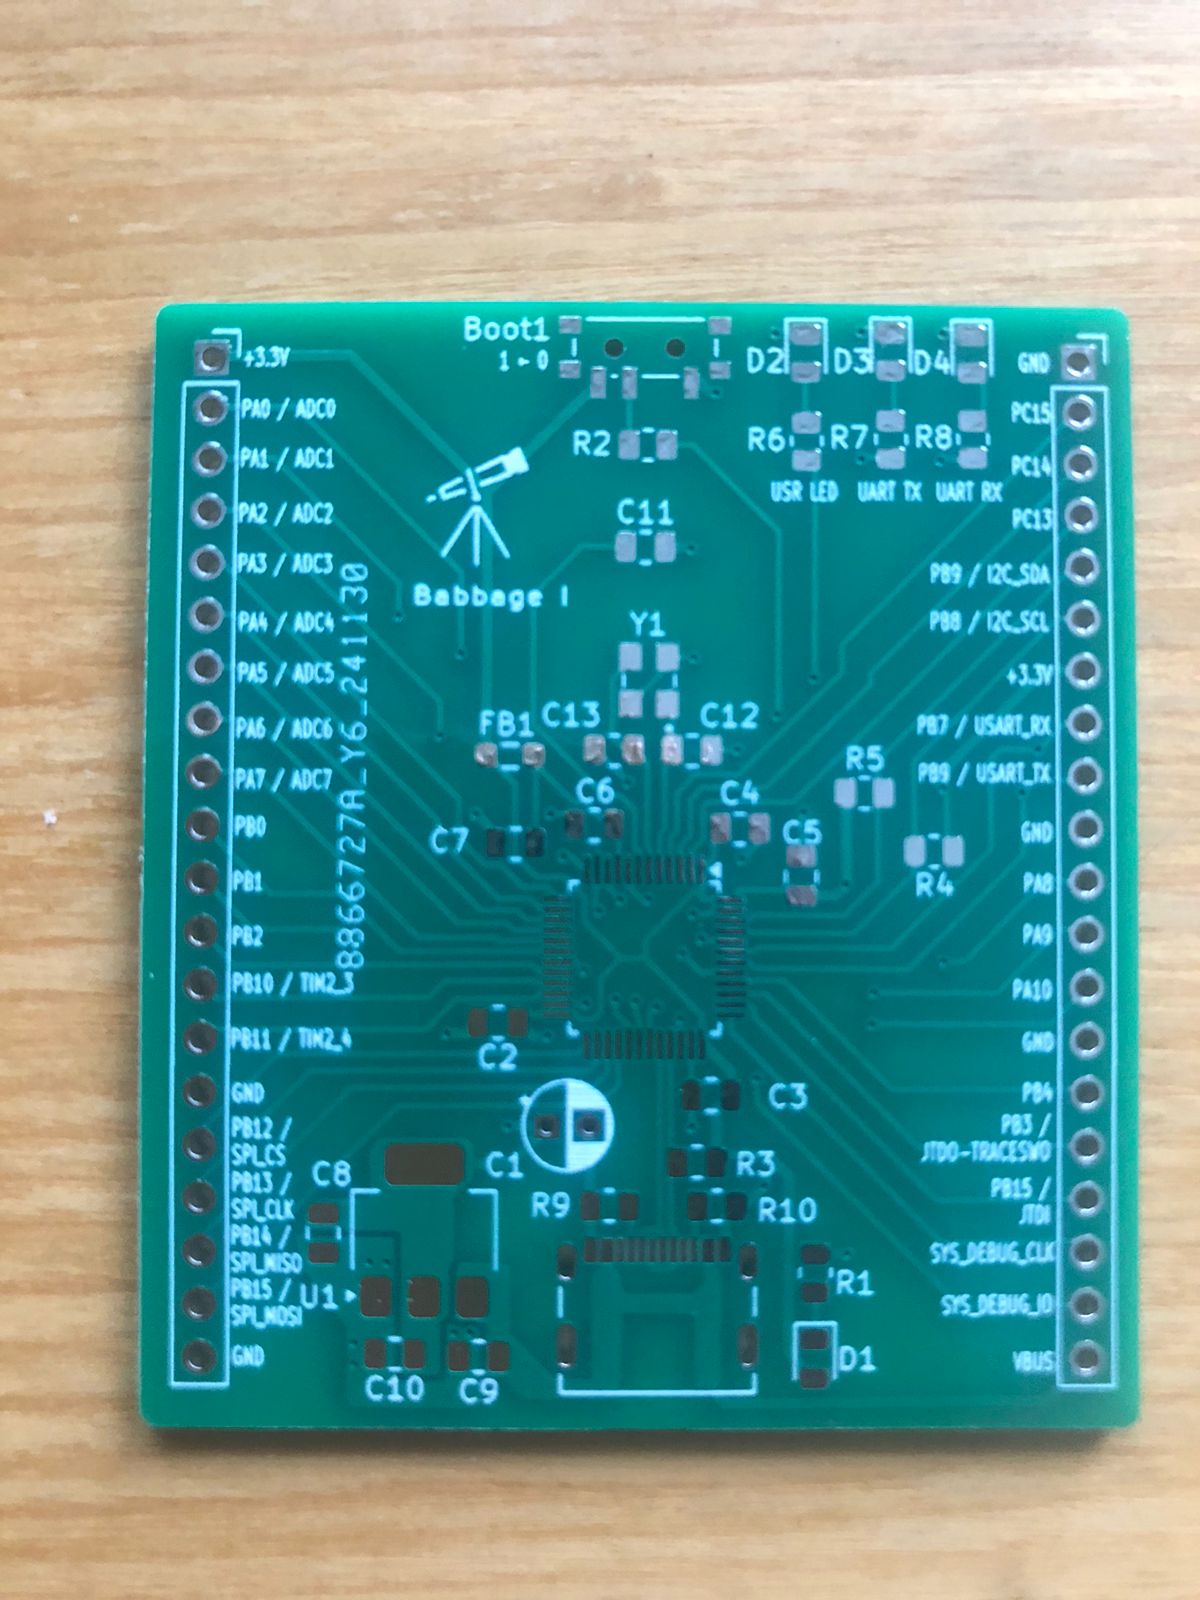 Boot1
1 ← 0
D2
D3
D4
R2
R6
R7
R8
USR LED
UART TX
UART RX
C11
Babbage I
Y1
FB1
C13
C12
C6
C4
C7
C5
R5
R4
C2
C3
C1
C8
R3
R9
R10
U1
R1
D1
C10
C9
8866727A_Y6_241130
+3.3V
PA0 / ADC0
PA1 / ADC1
PA2 / ADC2
PA3 / ADC3
PA4 / ADC4
PA5 / ADC5
PA6 / ADC6
PA7 / ADC7
PB0
PB1
PB2
PB10 / TIM2_3
PB11 / TIM2_4
GND
PB12 /
SPI_CS
PB13 /
SPI_CLK
PB14 /
SPI_MISO
PB15 /
SPI_MOSI
GND
GND
PC15
PC14
PC13
PB9 / I2C_SDA
PB8 / I2C_SCL
+3.3V
PB7 / USART_RX
PB9 / USART_TX
GND
PA8
PA9
PA10
GND
PB4
PB3 /
JTDO-TRACESWO
PB15 /
JTDI
SYS_DEBUG_CLK
SYS_DEBUG_IO
VBUS